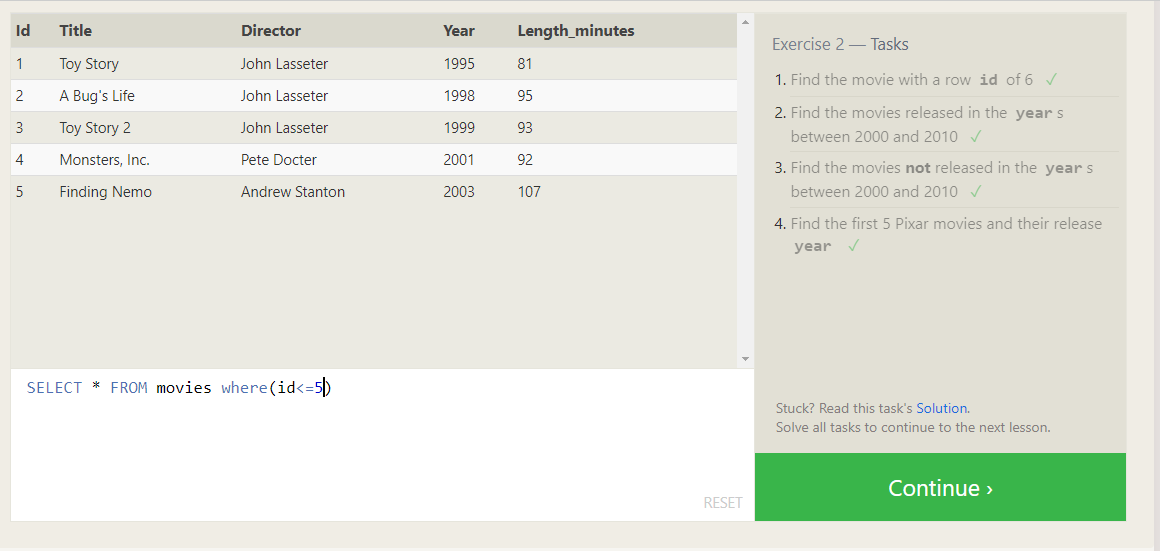 Id Title Director Year Length_minutes
1 Toy Story John Lasseter 1995 81
2 A Bug's Life John Lasseter 1998 95
3 Toy Story 2 John Lasseter 1999 93
4 Monsters, Inc. Pete Docter 2001 92
5 Finding Nemo Andrew Stanton 2003 107
SELECT * FROM movies where(id<=5)
RESET
Exercise 2 — Tasks
1. Find the movie with a row id of 6 ✓
2. Find the movies released in the year s
between 2000 and 2010 ✓
3. Find the movies not released in the year s
between 2000 and 2010 ✓
4. Find the first 5 Pixar movies and their release
year ✓
Stuck? Read this task's Solution.
Solve all tasks to continue to the next lesson.
Continue ›